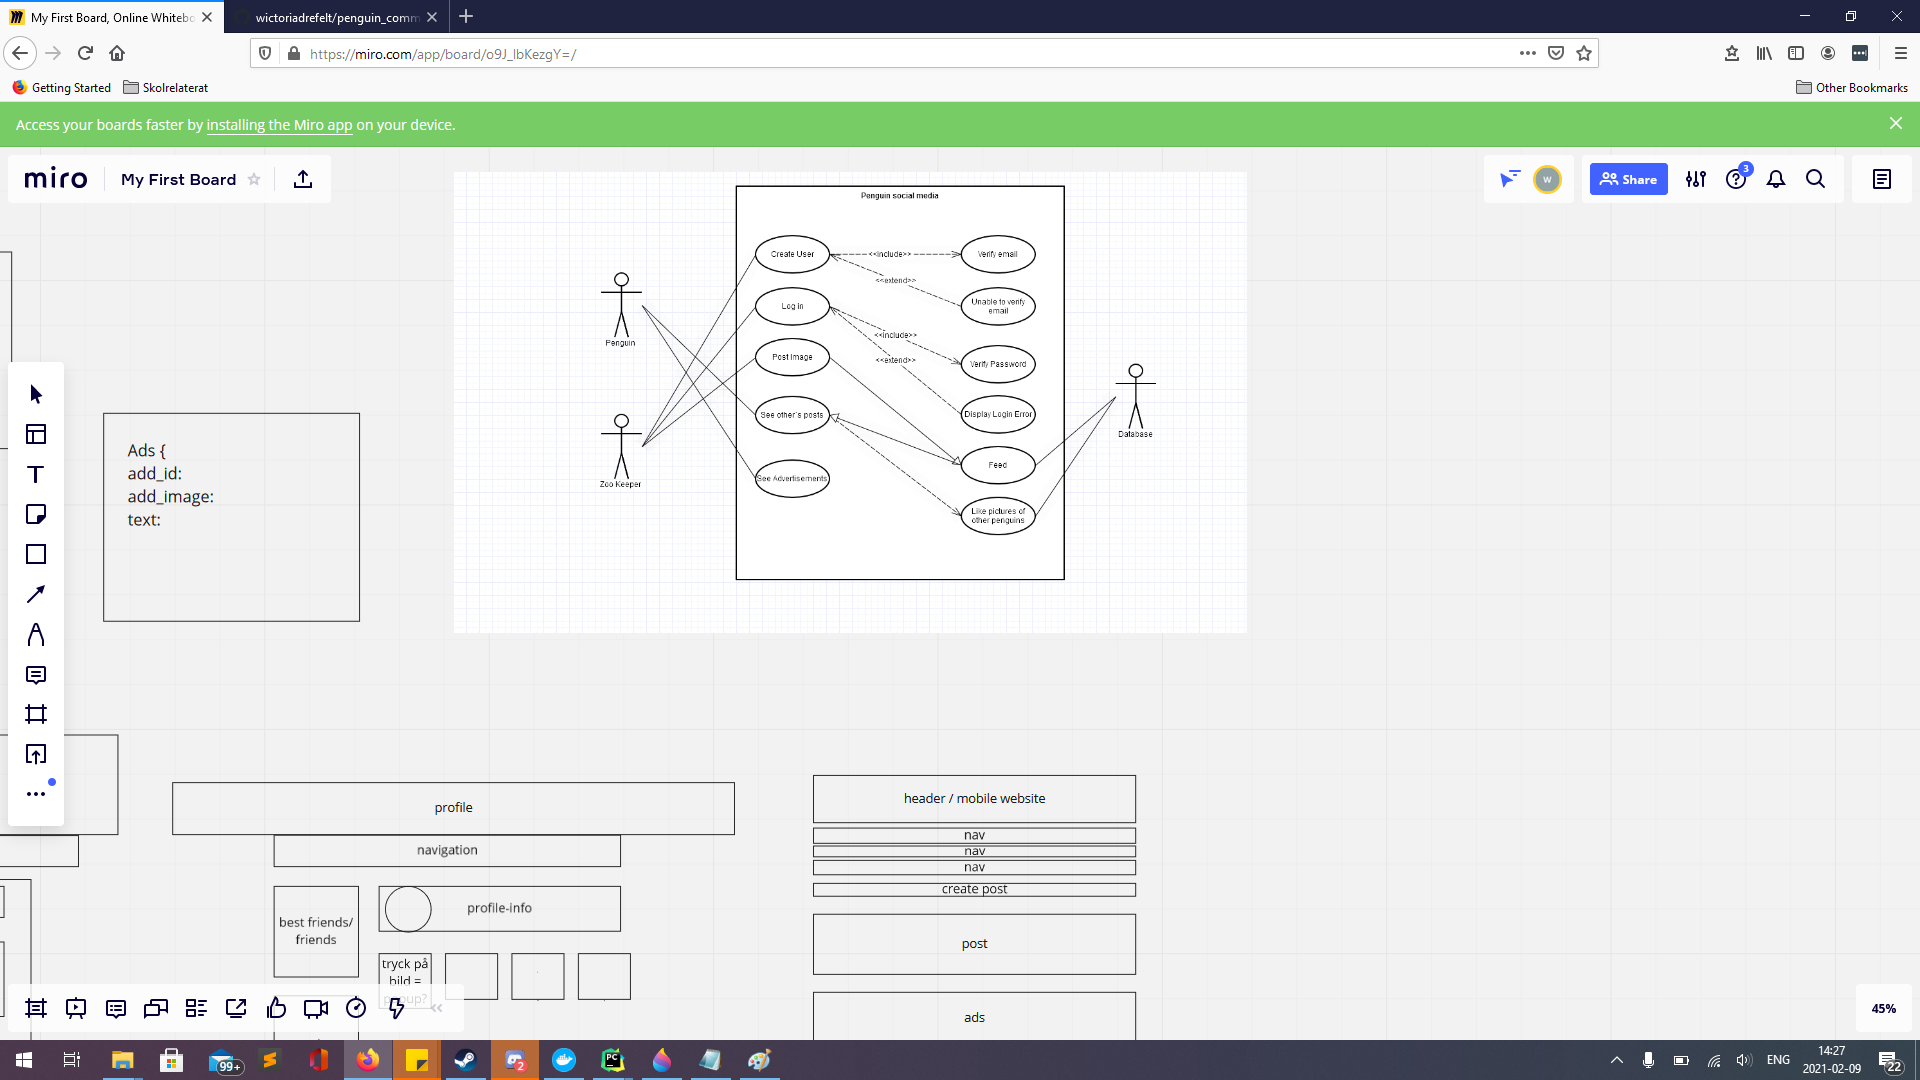 My First Board, Online Whitebo
wictoriadrefelt/penguin_comm
https://miro.com/app/board/o9J_lbKezgY=/
Getting Started
Skolrelaterat
Other Bookmarks
Access your boards faster by installing the Miro app on your device.
miro
My First Board
W
Share
3
Penguin social media
Create User
<<include>>
Verify email
<<extend>>
Unable to verify
email
Log in
<<include>>
Verify Password
<<extend>>
Post image
Penguin
See other's posts
Display Login Error
Database
Feed
Zoo Keeper
See Advertisements
Like pictures of
other penguins
Ads {
add_id:
add_image:
text:
profile
navigation
best friends/
friends
profile-info
tryck på
bild =
popup?
header / mobile website
nav
nav
nav
create post
post
ads
45%
99+
PC
2
ENG
14:27
2021-02-09
22